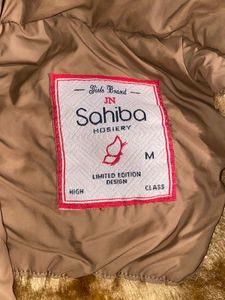 Girls Brand
JN
Sahiba
HOSIERY
M
LIMITED EDITION
DESIGN
HIGH CLASS